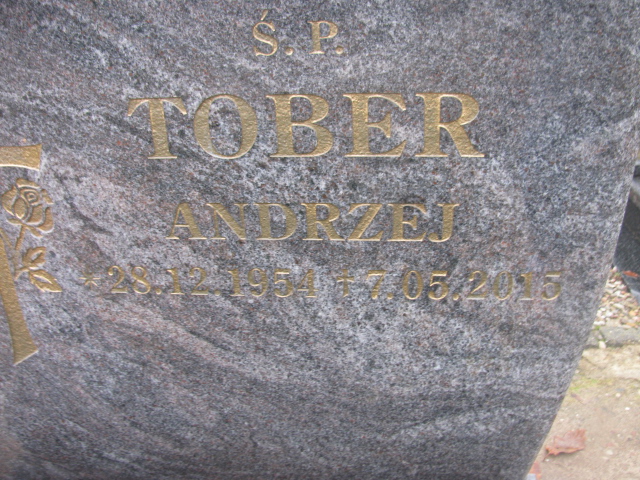 Ś. P.
TOBER
ANDRZEJ
* 28.12.1954 † 7.05.2015